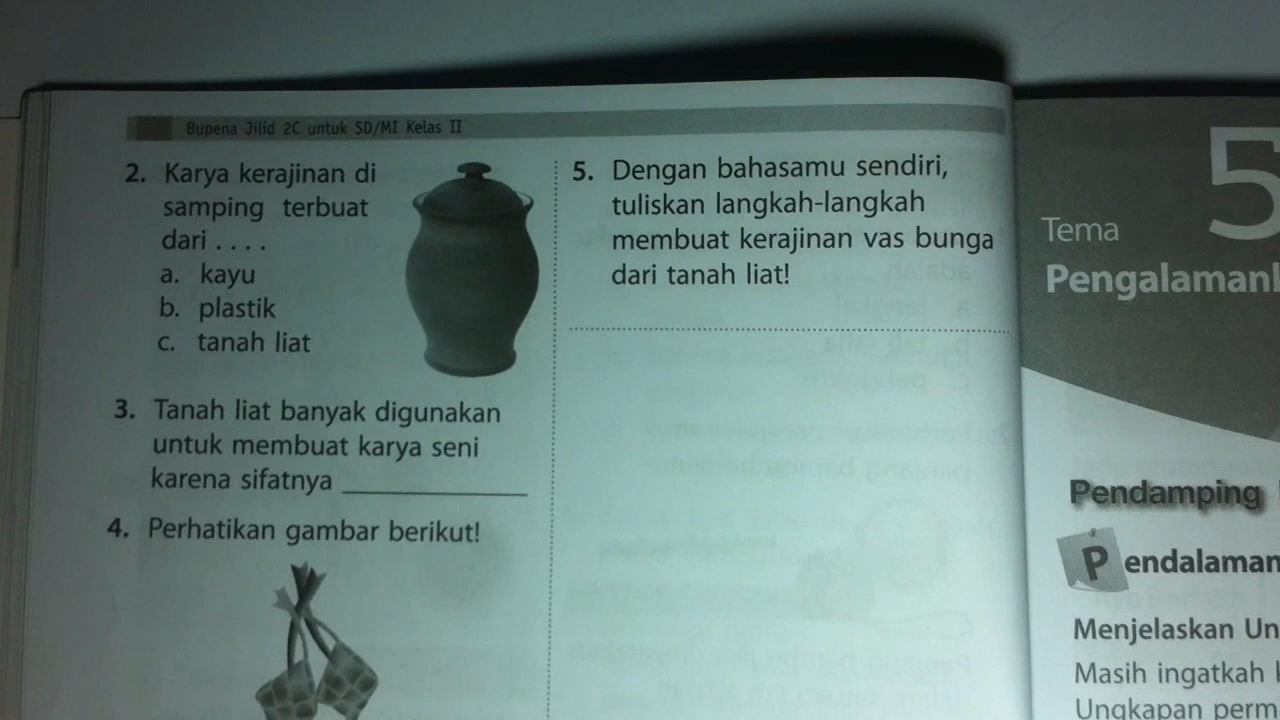 Bupena Jilid 2C untuk SD/MI Kelas II
2. Karya kerajinan di
samping terbuat
dari . . . .
a. kayu
b. plastik
c. tanah liat
3. Tanah liat banyak digunakan
untuk membuat karya seni
karena sifatnya
4. Perhatikan gambar berikut!
5. Dengan bahasamu sendiri,
tuliskan langkah-langkah
membuat kerajinan vas bunga
dari tanah liat!
5
Tema
Pengalaman
Pendamping
Pendalaman
Menjelaskan Un
Masih ingatkah
Ungkapan perm